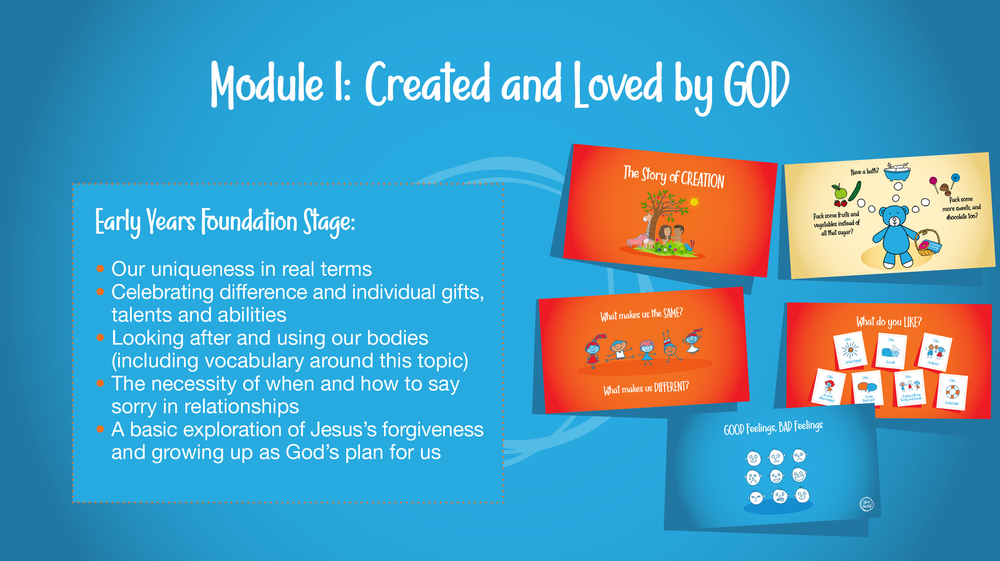 Module 1: Created and Loved by GOD
Early Years Foundation Stage:
• Our uniqueness in real terms
• Celebrating difference and individual gifts,
talents and abilities
• Looking after and using our bodies
(including vocabulary around this topic)
• The necessity of when and how to say
sorry in relationships
• A basic exploration of Jesus’s forgiveness
and growing up as God’s plan for us
The Story of CREATION
Have a bath?
Pack some fruits and
vegetables instead of
all that sugar?
Pack some
more sweets, and
chocolate too?
What makes us the SAME?
What makes us DIFFERENT?
What do you LIKE?
I like...
...to feel happy!
I like...
...to rest!
I like...
...to share!
I like...
...to make
others happy!
I like...
...to say
thank you!
I like...
...to play with my
family and friends
I like...
...to feel safe!
GOOD Feelings, BAD Feelings
Life to
the full